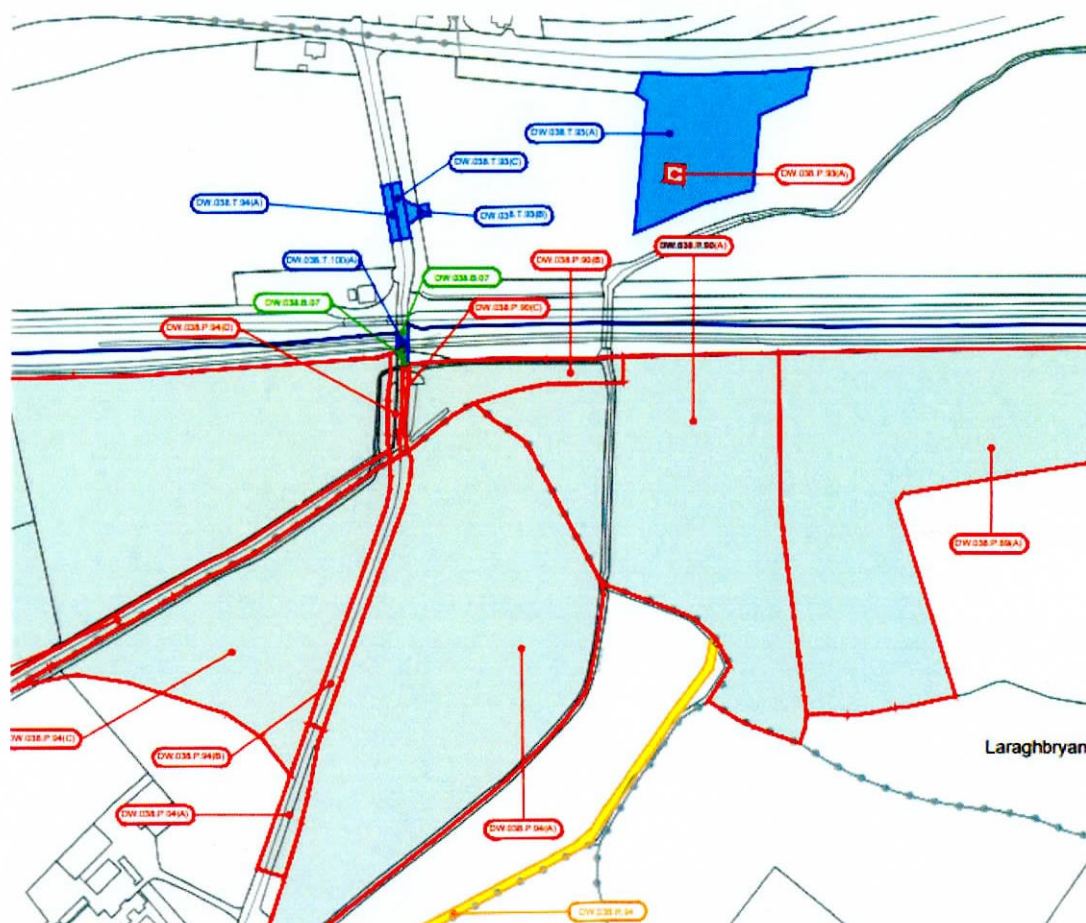 DW.038.T.93(A)
DW.038.T.93(C)
DW.038.P.93(A)
DW.038.T.94(A)
DW.038.T.93(B)
DW.038.P.90(A)
DW.038.T.100(A)
DW.038.P.90(B)
DW.038.B.07
DW.038.B.07
DW.038.P.90(C)
DW.038.P.94(D)
DW.038.P.89(A)
DW.038.P.94(C)
Laraghbryan
DW.038.P.94(B)
DW.038.P.94(A)
DW.038.P.94(A)
DW.038.P.94